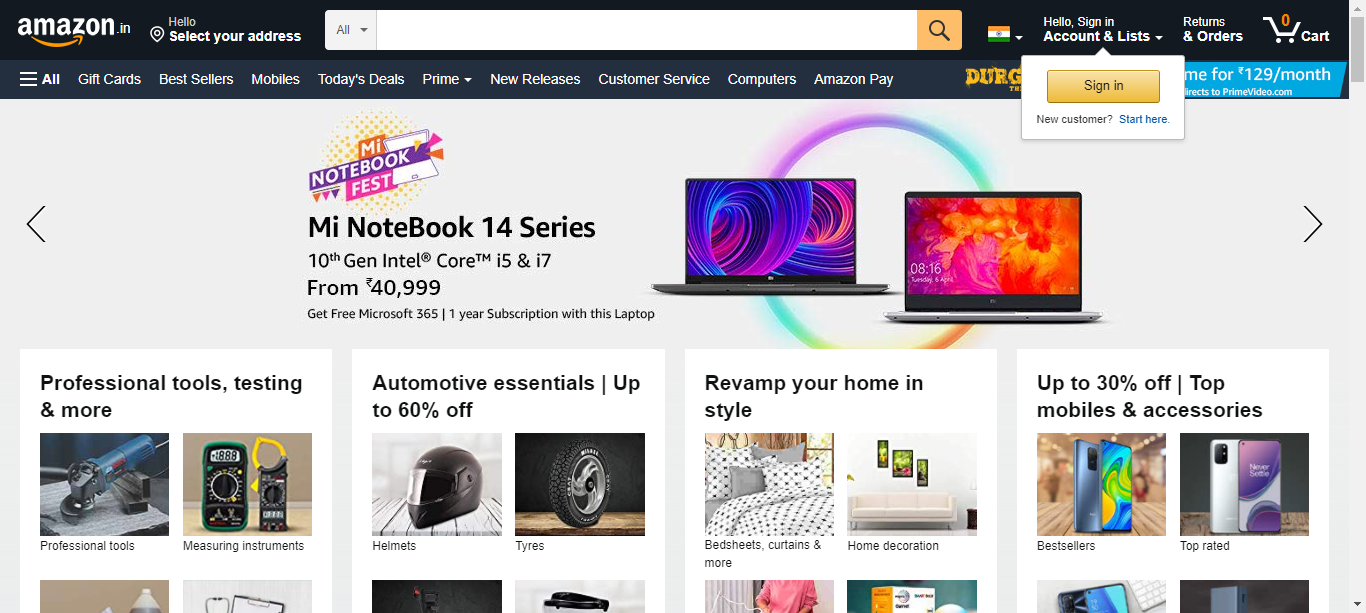 amazon.in
Hello
Select your address
All
Hello, Sign in
Account & Lists
Returns
& Orders
0
Cart
All
Gift Cards
Best Sellers
Mobiles
Today's Deals
Prime
New Releases
Customer Service
Computers
Amazon Pay
DURG
me for ₹129/month
irects to PrimeVideo.com
Sign in
New customer? Start here.
Mi
NOTEBOOK
FEST
Mi NoteBook 14 Series
10th Gen Intel® Core™ i5 & i7
From ₹40,999
Get Free Microsoft 365 | 1 year Subscription with this Laptop
08:16
Tuesday, 6 April
Professional tools, testing
& more
Professional tools
Measuring instruments
Automotive essentials | Up
to 60% off
Helmets
Tyres
Revamp your home in
style
Bedsheets, curtains &
more
Home decoration
Up to 30% off | Top
mobiles & accessories
Never
Settle
Bestsellers
Top rated